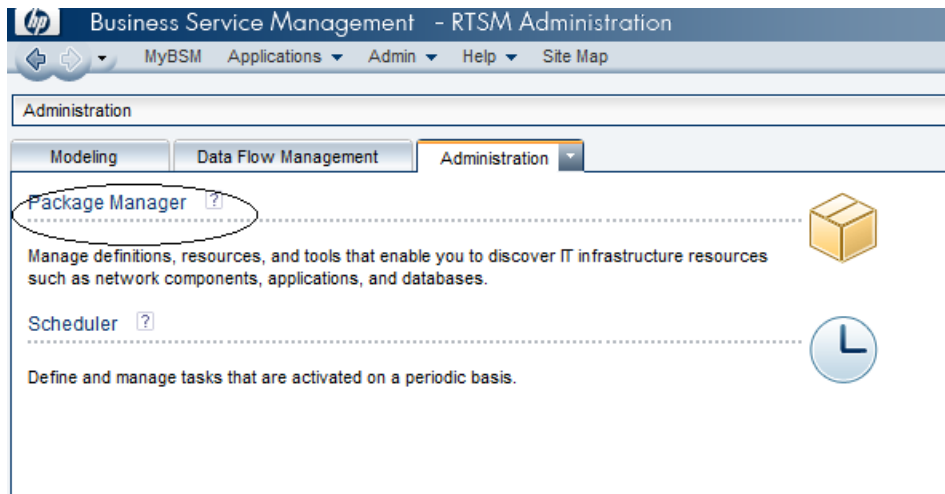 hp Business Service Management - RTSM Administration
MyBSM Applications Admin Help Site Map
Administration
Modeling Data Flow Management Administration
Package Manager ?
Manage definitions, resources, and tools that enable you to discover IT infrastructure resources
such as network components, applications, and databases.
Scheduler ?
Define and manage tasks that are activated on a periodic basis.